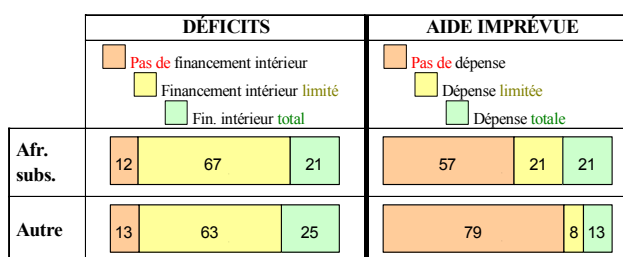 DÉFICITS AIDE IMPRÉVUE
Pas de financement intérieur Pas de dépense
Financement intérieur limité Dépense limitée
Fin. intérieur total Dépense totale
Afr. subs. 12 67 21 57 21 21
Autre 13 63 25 79 8 13